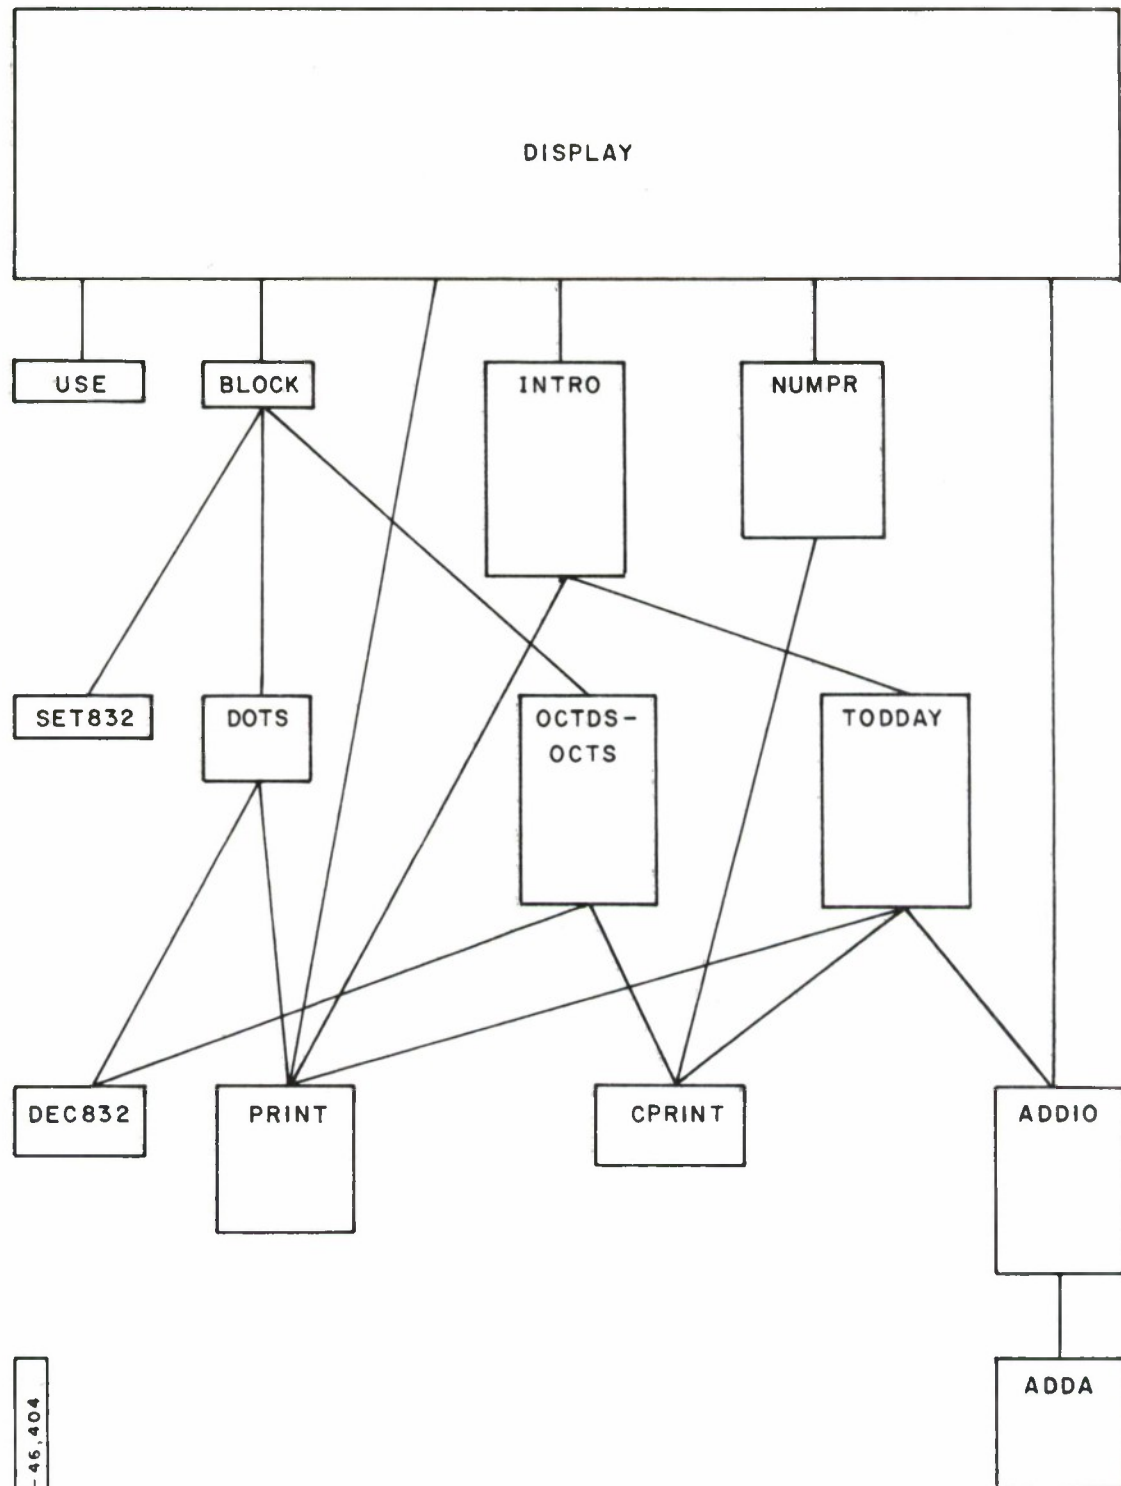 DISPLAY
USE
BLOCK
INTRO
NUMPR
SET832
DOTS
OCTDS-
OCTS
TODDAY
DEC832
PRINT
CPRINT
ADDIO
ADDA
-46,404